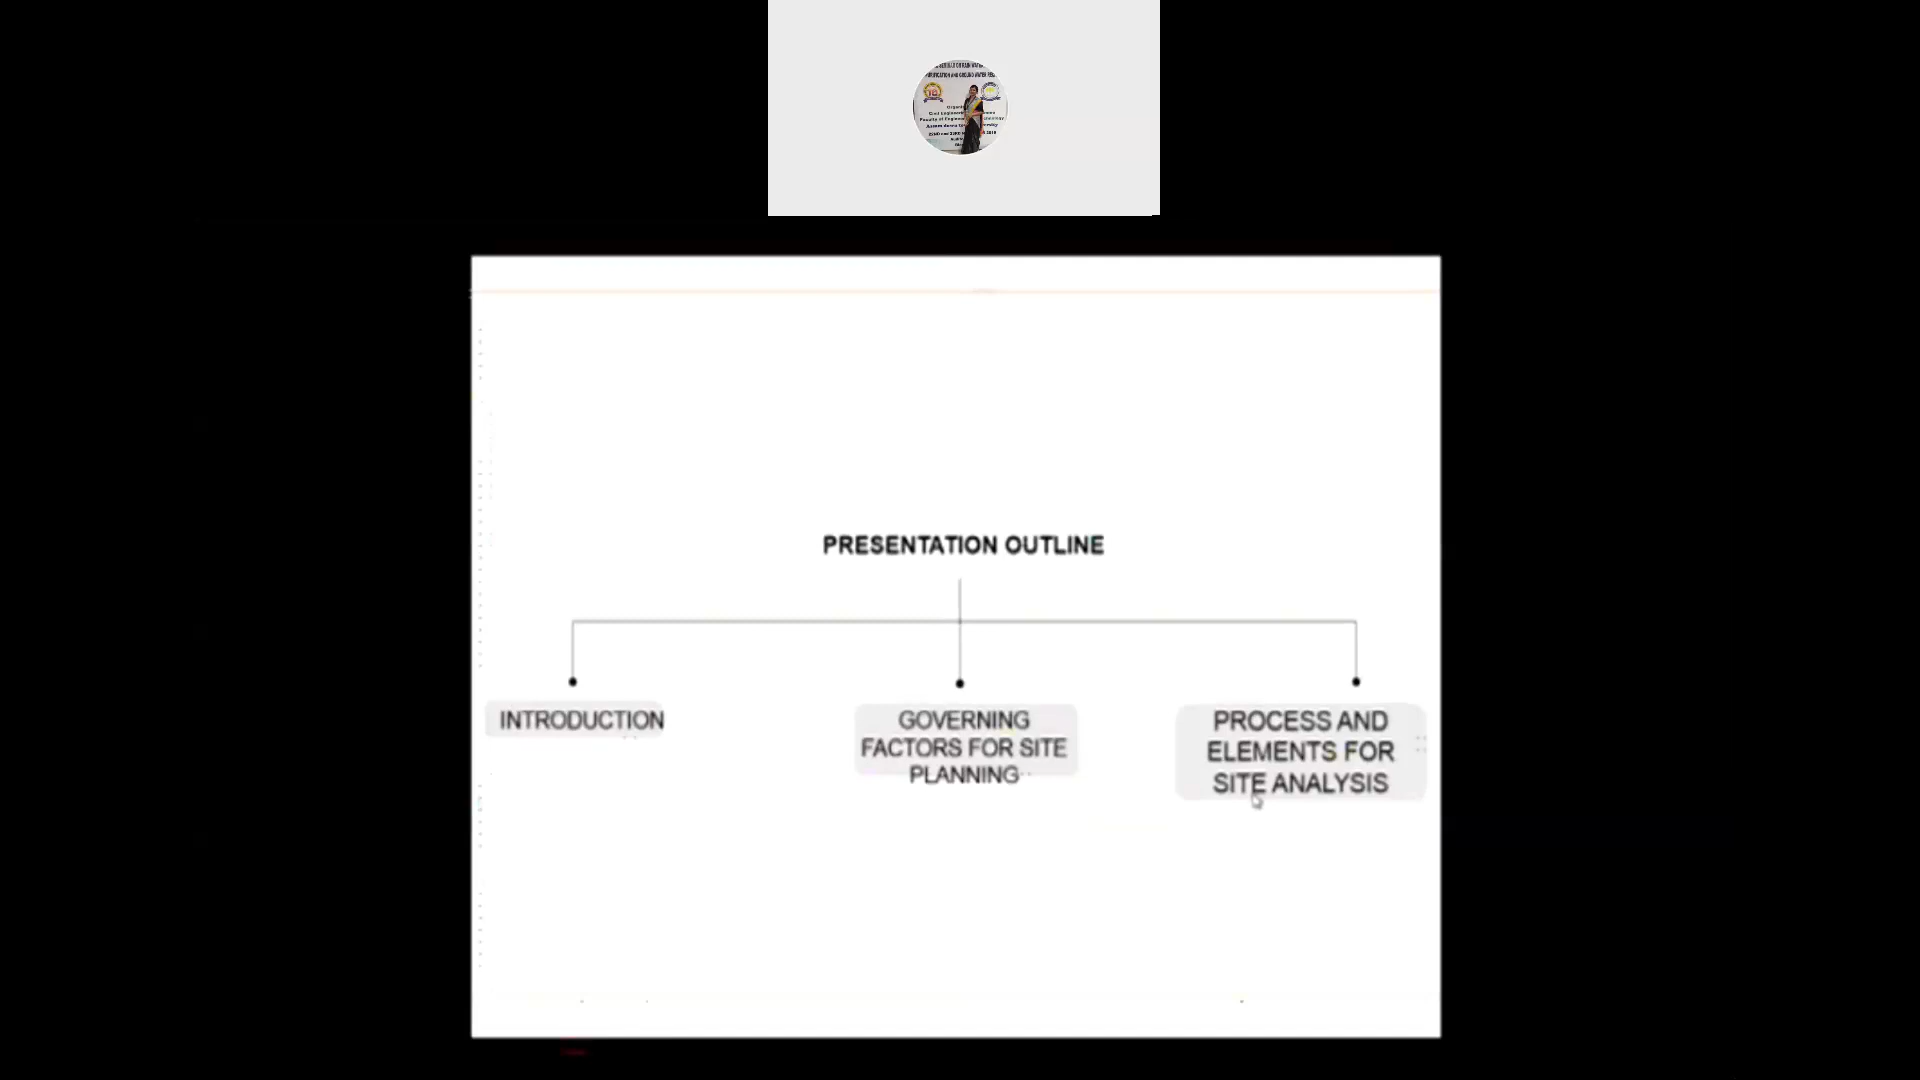 PRESENTATION OUTLINE
INTRODUCTION
GOVERNING
FACTORS FOR SITE
PLANNING
PROCESS AND
ELEMENTS FOR
SITE ANALYSIS